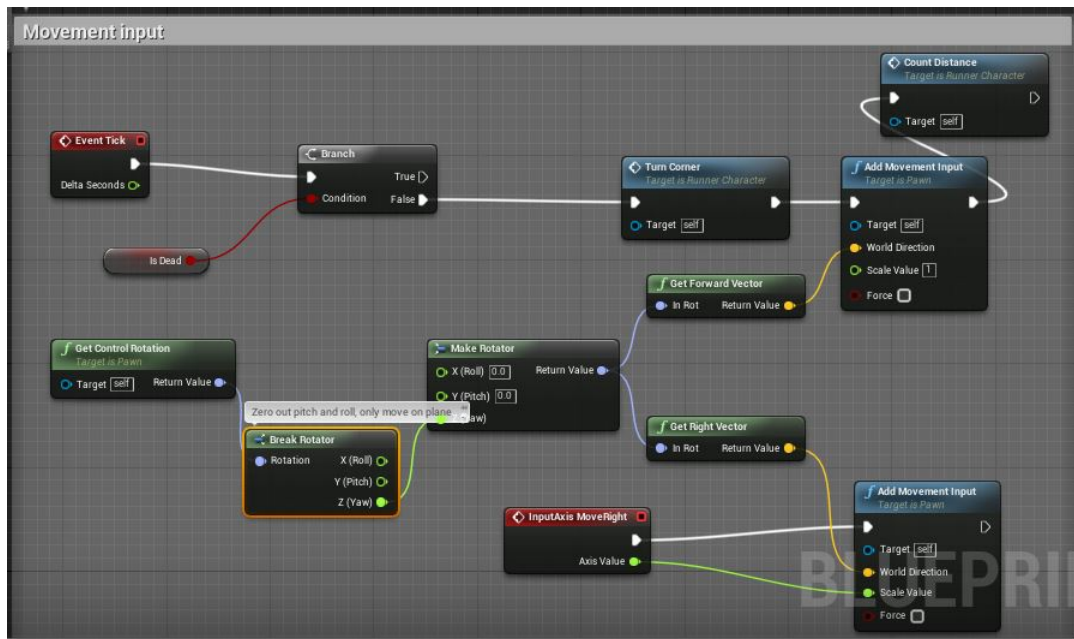 Movement input
Count Distance
Target is Runner Character
Target self
Event Tick
Delta Seconds
Branch
True
Condition
False
Is Dead
Turn Corner
Target is Runner Character
Target self
Add Movement Input
Target is Pawn
Target self
World Direction
Scale Value 1
Force
Get Forward Vector
In Rot Return Value
Get Control Rotation
Target is Pawn
Target self Return Value
Make Rotator
X (Roll) 0.0 Return Value
Y (Pitch) 0.0
Zero out pitch and roll, only move on plane
Break Rotator
Rotation X (Roll)
Y (Pitch)
Z (Yaw)
Get Right Vector
In Rot Return Value
InputAxis MoveRight
Axis Value
Add Movement Input
Target is Pawn
Target self
World Direction
Scale Value
Force
BLUEPRI